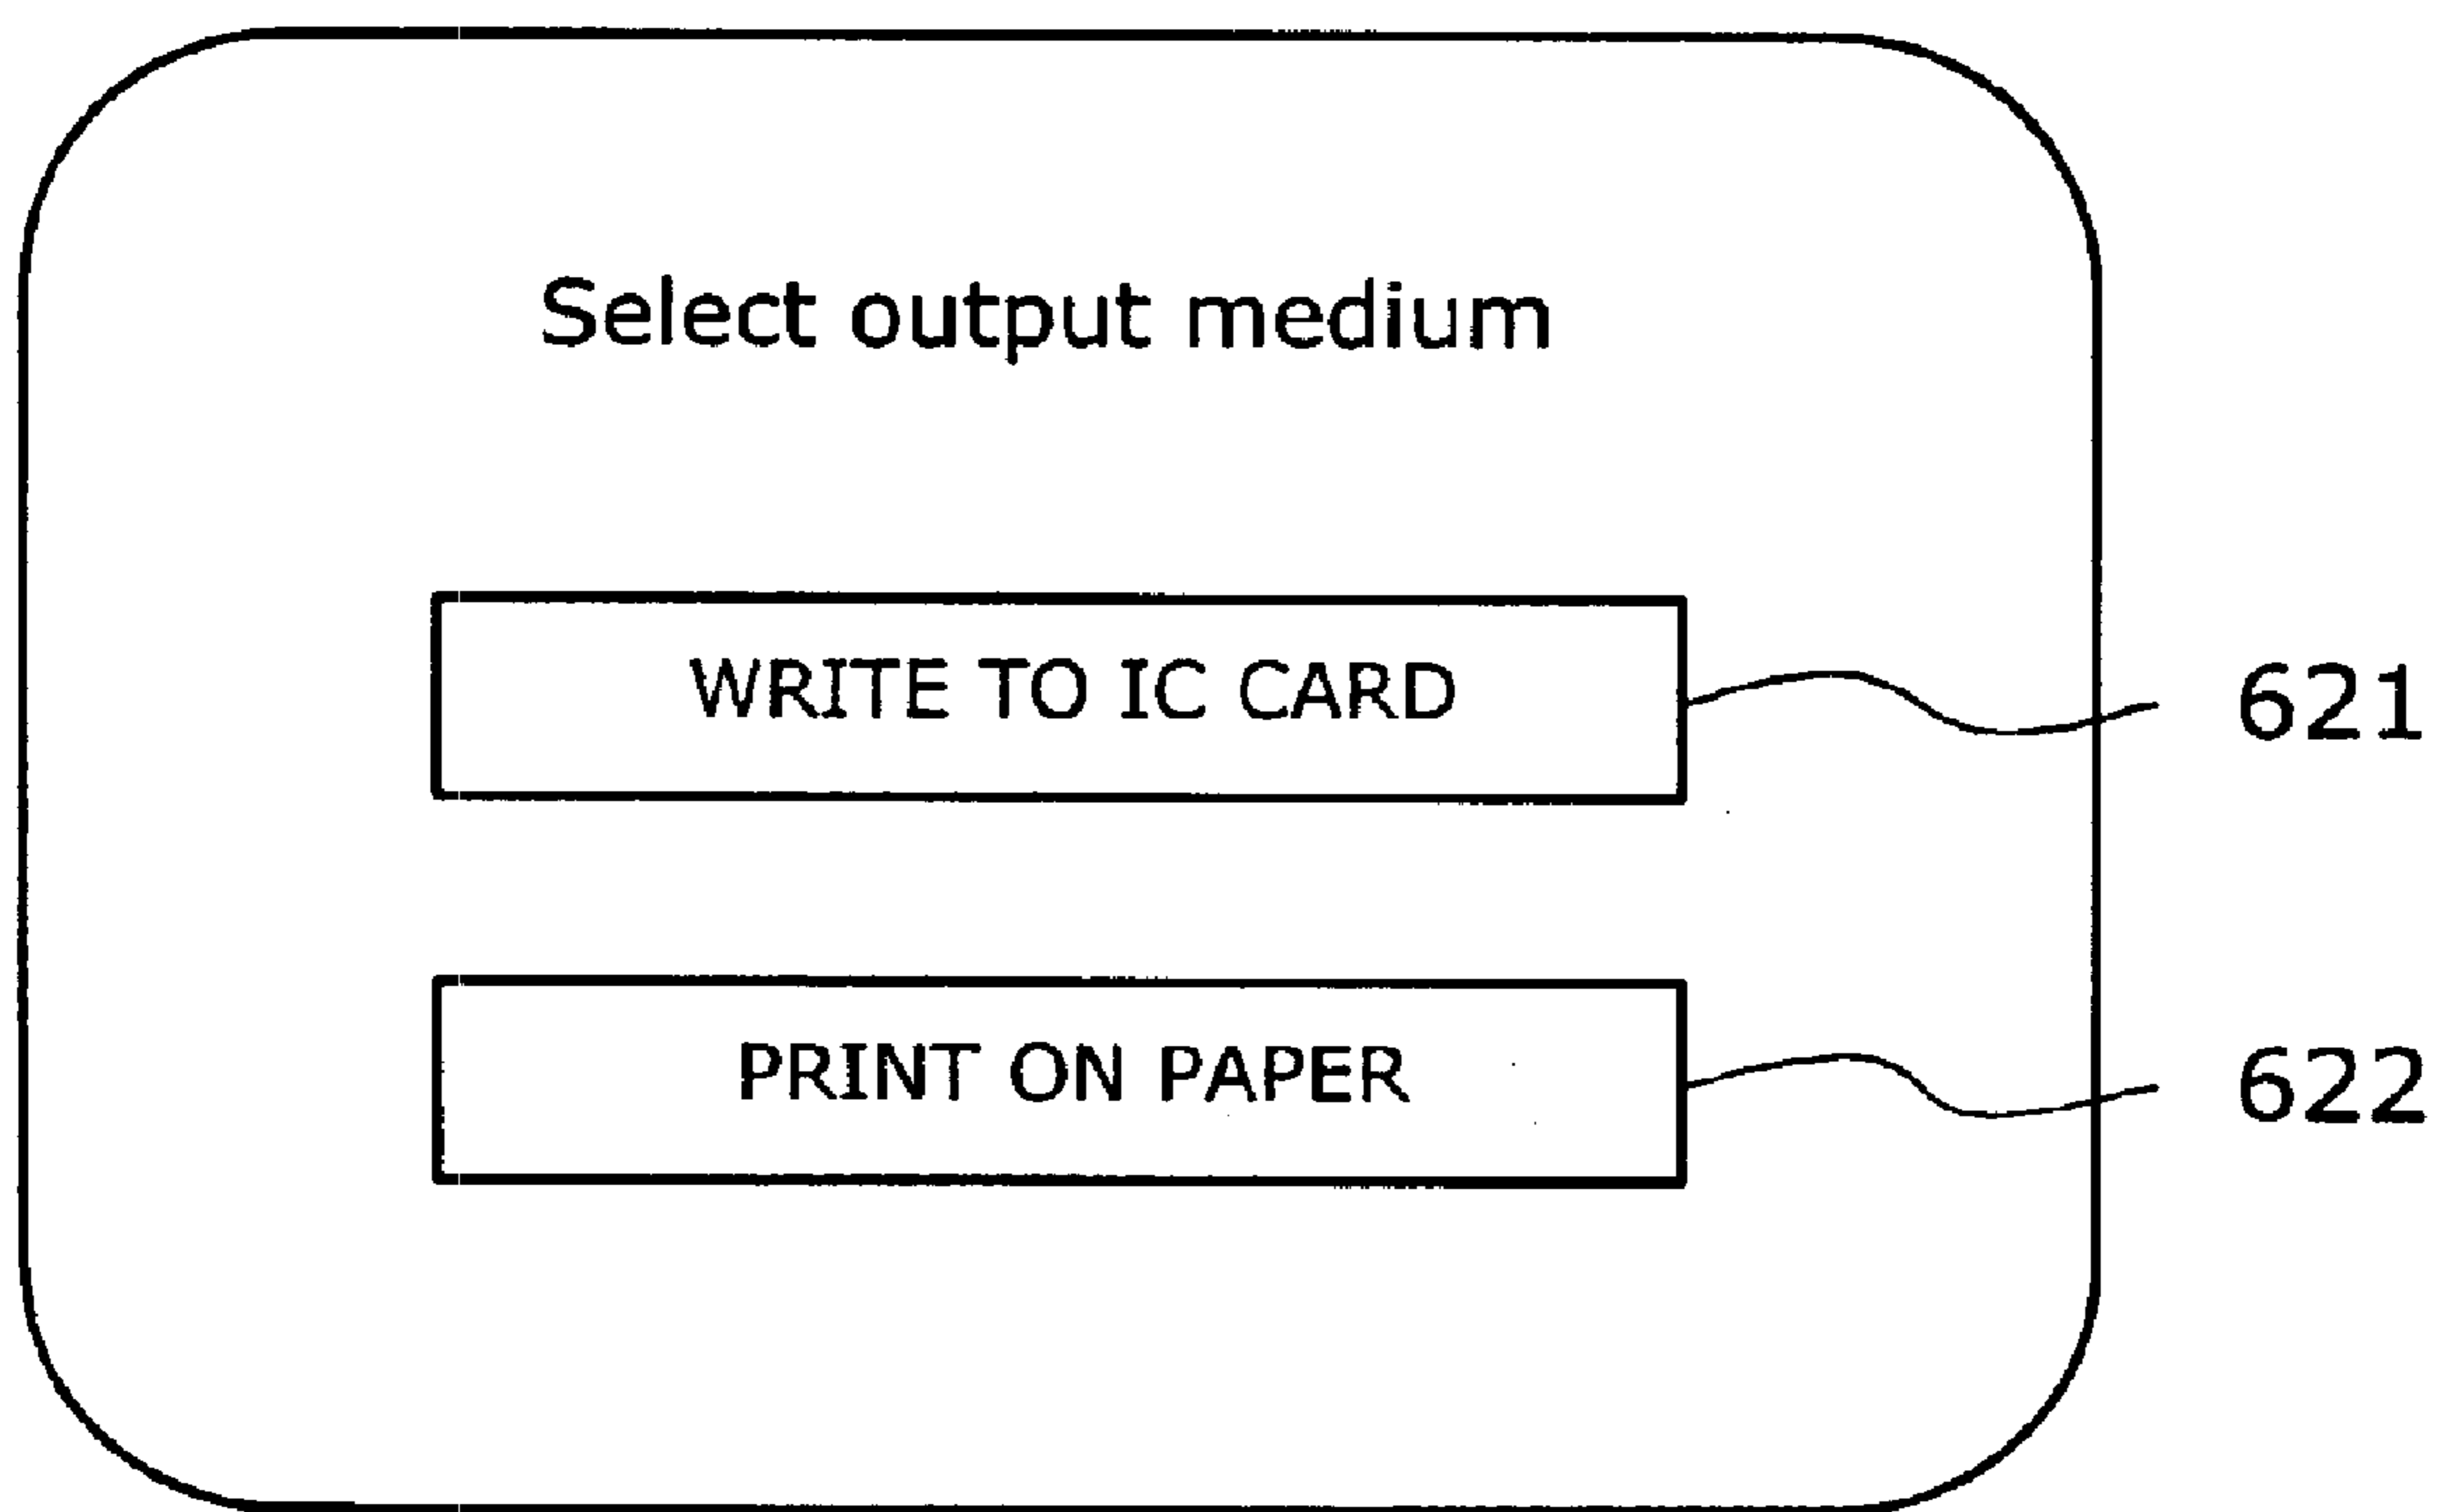 Select output medium
WRITE TO IC CARD
621
PRINT ON PAPER
622